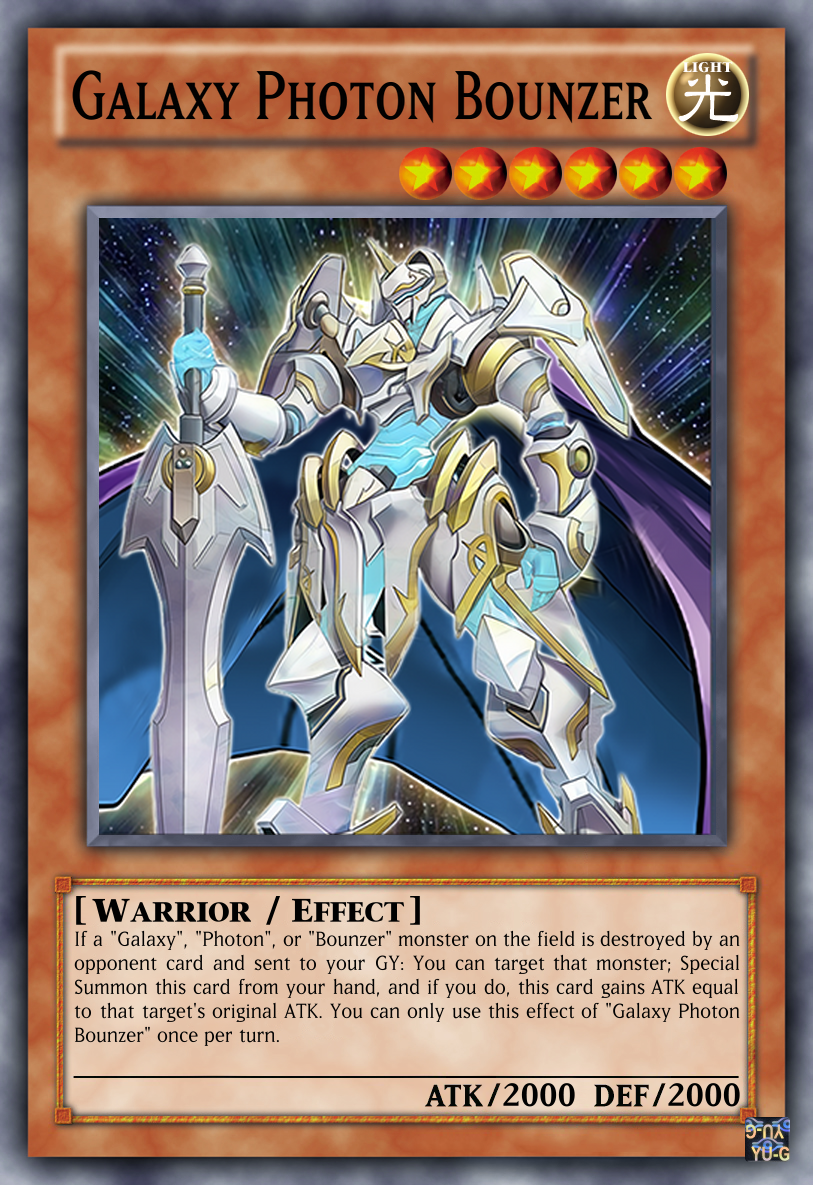 Galaxy Photon Bounzer
LIGHT
光
[ Warrior / Effect ]
If a "Galaxy", "Photon", or "Bounzer" monster on the field is destroyed by an
opponent card and sent to your GY: You can target that monster; Special
Summon this card from your hand, and if you do, this card gains ATK equal
to that target's original ATK. You can only use this effect of "Galaxy Photon
Bounzer" once per turn.
ATK/2000 DEF/2000
YU-G
YU-G